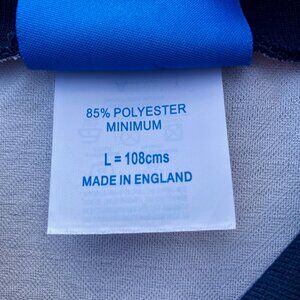 85% POLYESTER
MINIMUM
L = 108cms
MADE IN ENGLAND